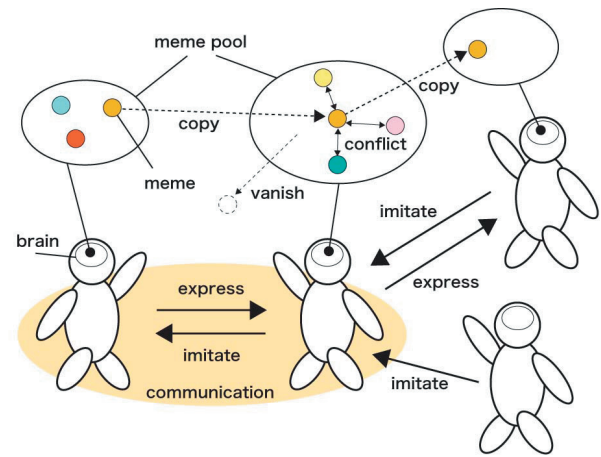 meme pool
copy
copy
conflict
meme
vanish
imitate
brain
express
express
imitate
imitate
communication